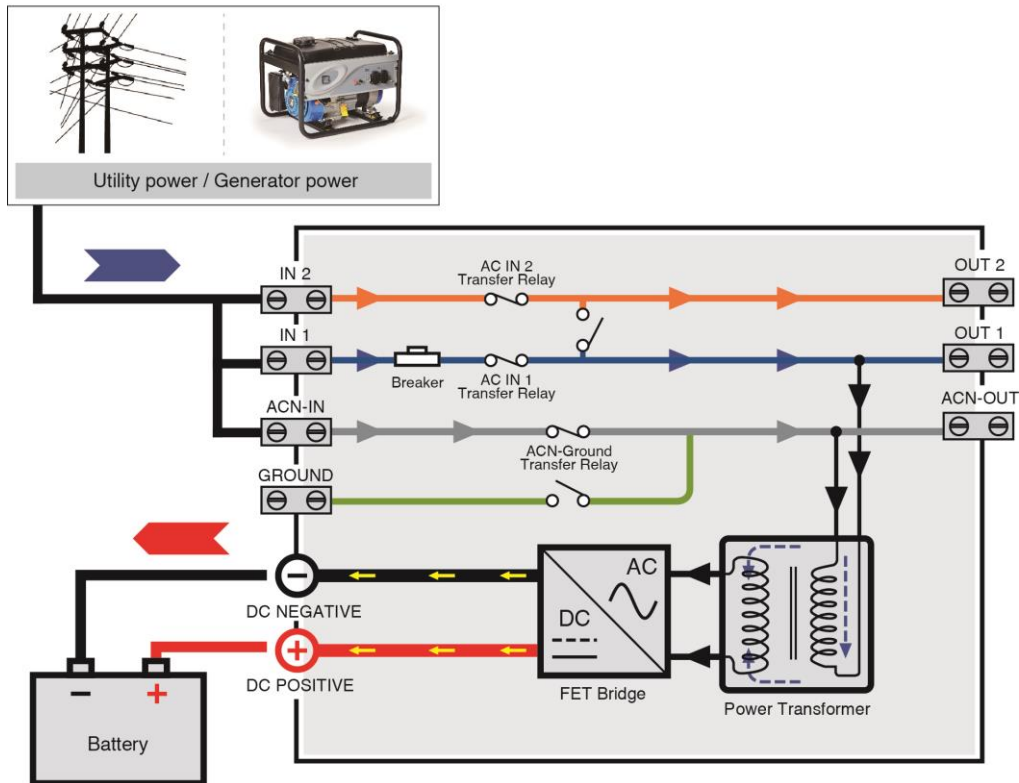 Utility power / Generator power
IN 2
AC IN 2
Transfer Relay
OUT 2
IN 1
Breaker
AC IN 1
Transfer Relay
OUT 1
ACN-IN
ACN-Ground
Transfer Relay
ACN-OUT
GROUND
DC NEGATIVE
DC POSITIVE
AC
DC
FET Bridge
Power Transformer
− +
Battery